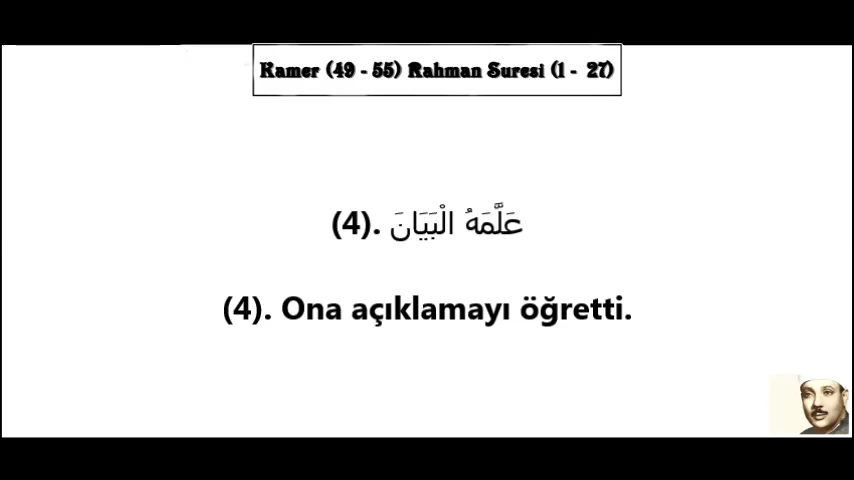 Kamer (49 - 55) Rahman Suresi (1 - 27)
(4). عَلَّمَهُ الْبَيَانَ
(4). Ona açıklamayı öğretti.